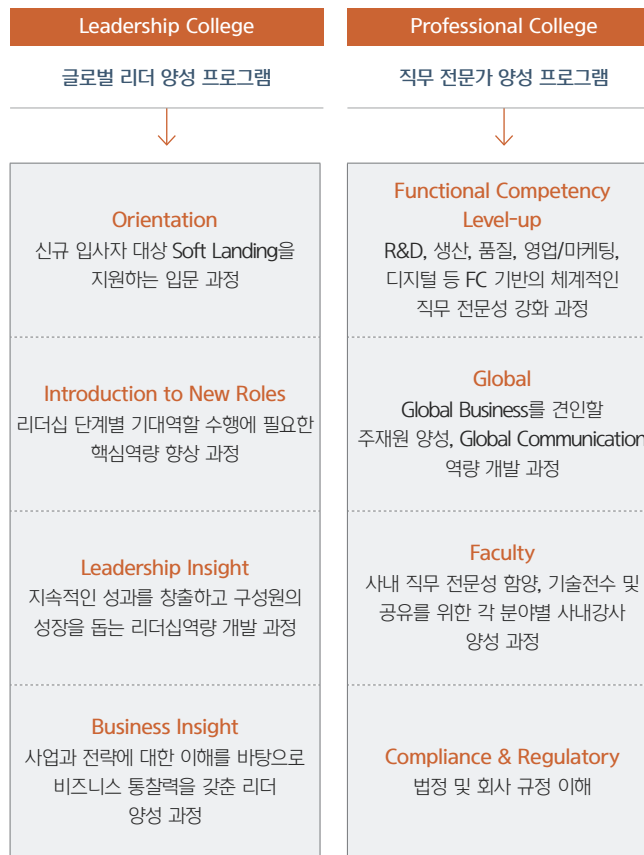 Leadership College
글로벌 리더 양성 프로그램
Orientation
신규 입사자 대상 Soft Landing을
지원하는 입문 과정
Introduction to New Roles
리더십 단계별 기대역할 수행에 필요한
핵심역량 향상 과정
Leadership Insight
지속적인 성과를 창출하고 구성원의
성장을 돕는 리더십역량 개발 과정
Business Insight
사업과 전략에 대한 이해를 바탕으로
비즈니스 통찰력을 갖춘 리더
양성 과정
Professional College
직무 전문가 양성 프로그램
Functional Competency
Level-up
R&D, 생산, 품질, 영업/마케팅,
디지털 등 FC 기반의 체계적인
직무 전문성 강화 과정
Global
Global Business를 견인할
주재원 양성, Global Communication
역량 개발 과정
Faculty
사내 직무 전문성 함양, 기술전수 및
공유를 위한 각 분야별 사내강사
양성 과정
Compliance & Regulatory
법정 및 회사 규정 이해